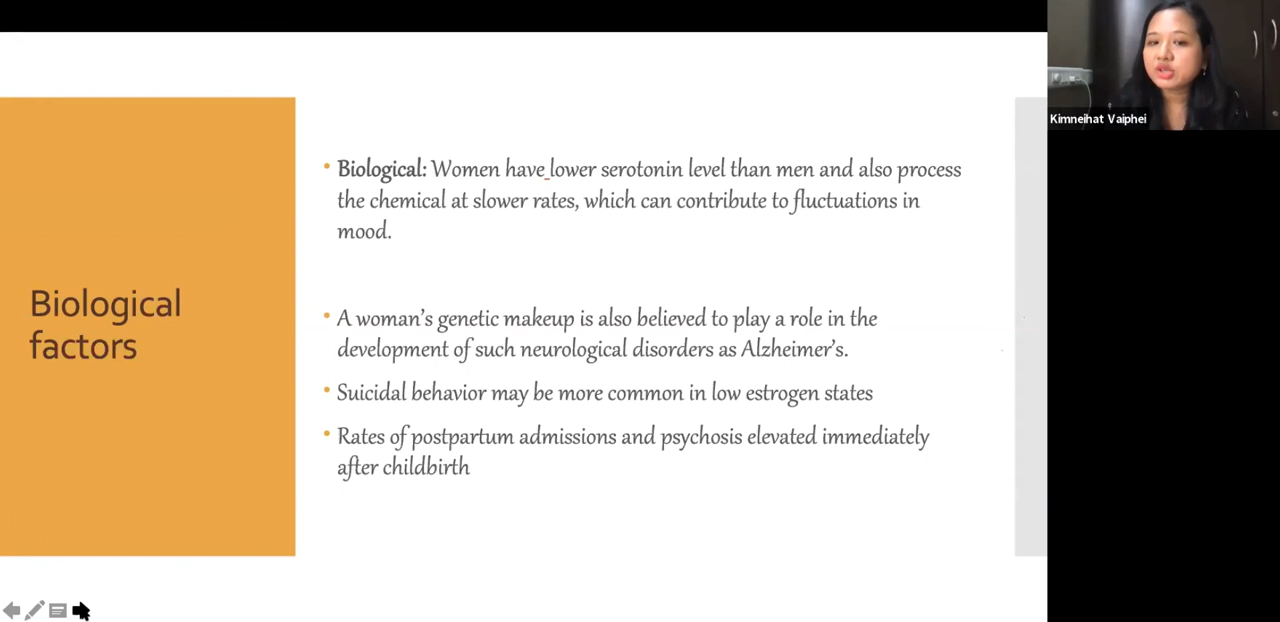 Kimneihat Vaiphei
Biological
factors
• Biological: Women have lower serotonin level than men and also process
the chemical at slower rates, which can contribute to fluctuations in
mood.
• A woman's genetic makeup is also believed to play a role in the
development of such neurological disorders as Alzheimer's.
• Suicidal behavior may be more common in low estrogen states
• Rates of postpartum admissions and psychosis elevated immediately
after childbirth